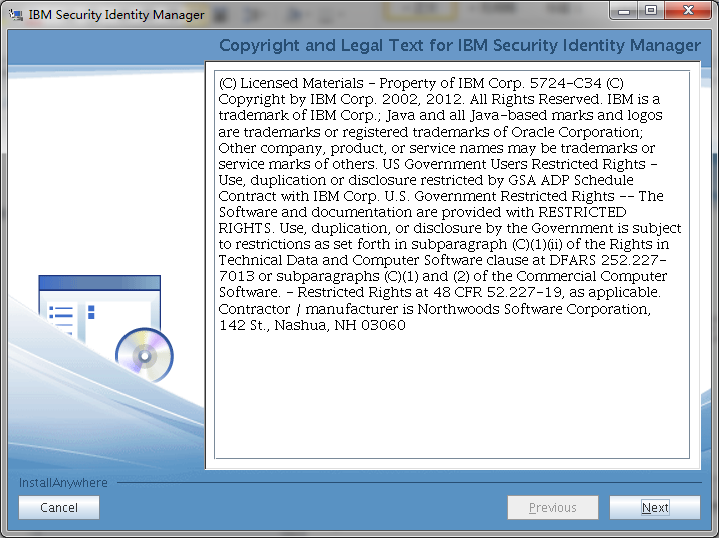 IBM Security Identity Manager
Copyright and Legal Text for IBM Security Identity Manager
(C) Licensed Materials - Property of IBM Corp. 5724-C34 (C)
Copyright by IBM Corp. 2002, 2012. All Rights Reserved. IBM is a
trademark of IBM Corp.; Java and all Java-based marks and logos
are trademarks or registered trademarks of Oracle Corporation;
Other company, product, or service names may be trademarks or
service marks of others. US Government Users Restricted Rights -
Use, duplication or disclosure restricted by GSA ADP Schedule
Contract with IBM Corp. U.S. Government Restricted Rights -- The
Software and documentation are provided with RESTRICTED
RIGHTS. Use, duplication, or disclosure by the Government is subject
to restrictions as set forth in subparagraph (C)(1)(ii) of the Rights in
Technical Data and Computer Software clause at DFARS 252.227-
7013 or subparagraphs (C)(1) and (2) of the Commercial Computer
Software. - Restricted Rights at 48 CFR 52.227-19, as applicable.
Contractor / manufacturer is Northwoods Software Corporation,
142 St., Nashua, NH 03060
InstallAnywhere
Cancel
Previous
Next